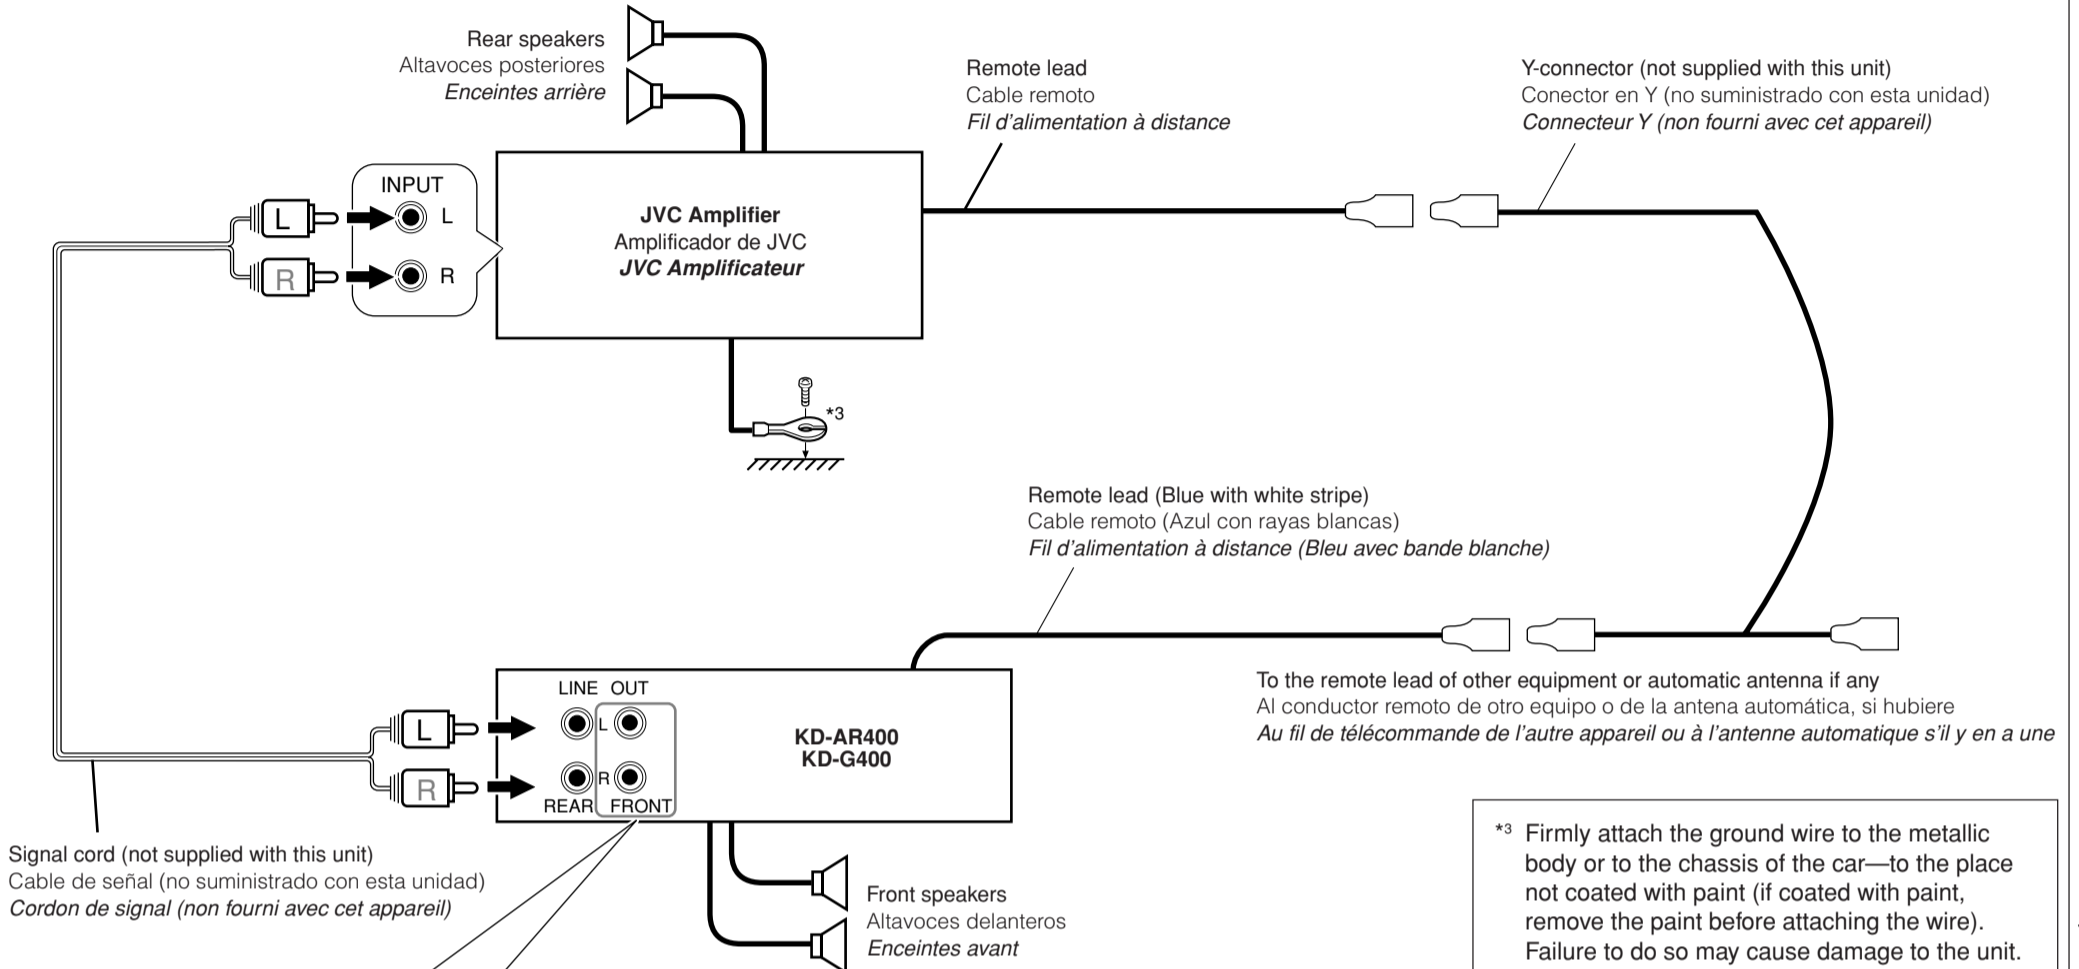 Rear speakers
Altavoces posteriores
Enceintes arrière
Remote lead
Cable remoto
Fil d'alimentation à distance
Y-connector (not supplied with this unit)
Conector en Y (no suministrado con esta unidad)
Connecteur Y (non fourni avec cet appareil)
INPUT
L
L
R
R
JVC Amplifier
Amplificador de JVC
JVC Amplificateur
*3
Remote lead (Blue with white stripe)
Cable remoto (Azul con rayas blancas)
Fil d'alimentation à distance (Bleu avec bande blanche)
To the remote lead of other equipment or automatic antenna if any
Al conductor remoto de otro equipo o de la antena automática, si hubiere
Au fil de télécommande de l'autre appareil ou à l'antenne automatique s'il y en a une
LINE OUT
L
L
R
R
REAR FRONT
KD-AR400
KD-G400
Signal cord (not supplied with this unit)
Cable de señal (no suministrado con esta unidad)
Cordon de signal (non fourni avec cet appareil)
Front speakers
Altavoces delanteros
Enceintes avant
*3 Firmly attach the ground wire to the metallic
body or to the chassis of the car—to the place
not coated with paint (if coated with paint,
remove the paint before attaching the wire).
Failure to do so may cause damage to the unit.